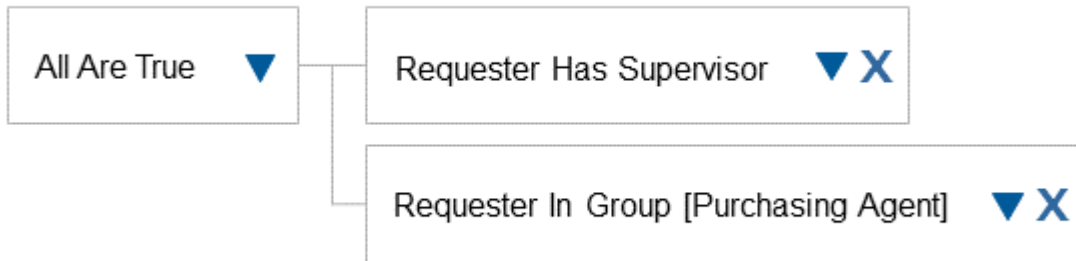 All Are True
Requester Has Supervisor X
Requester In Group [Purchasing Agent] X